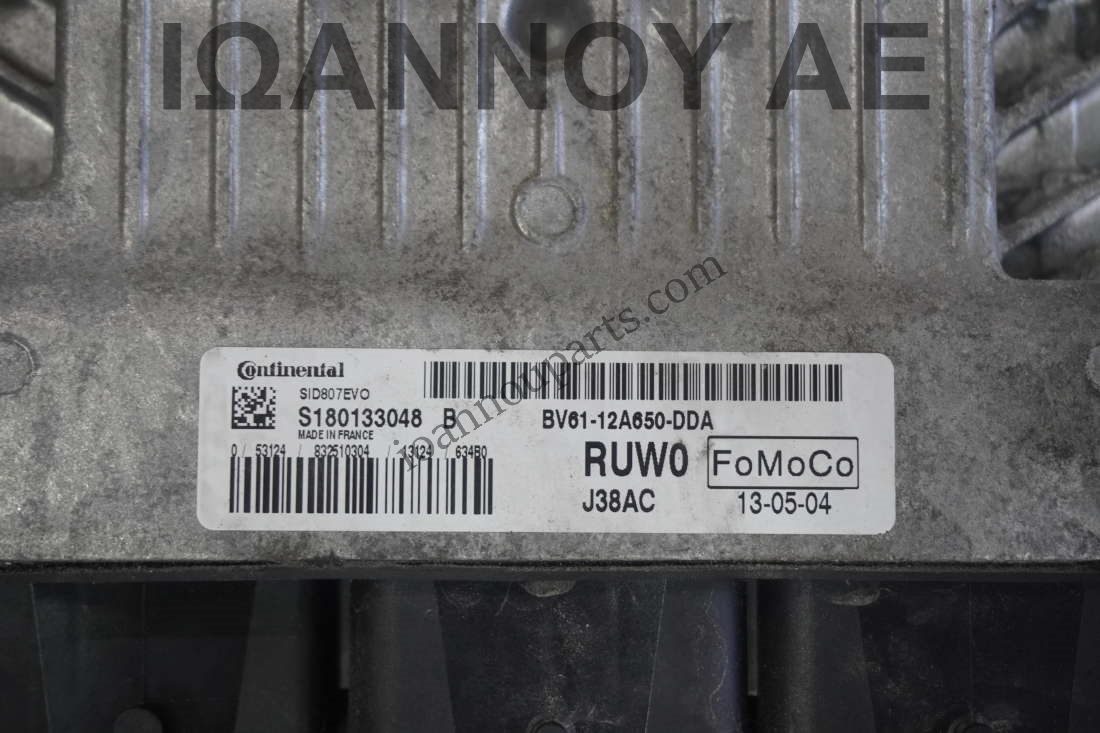 ΙΩΑΝΝΟΥ ΑΕ
ioannouparts.com
Continental
SID807EVO
S180133048 B
MADE IN FRANCE
0 / 53124 / 832510304 / 13124 / 634B0
BV61-12A650-DDA
RUW0 FoMoCo
J38AC 13-05-04